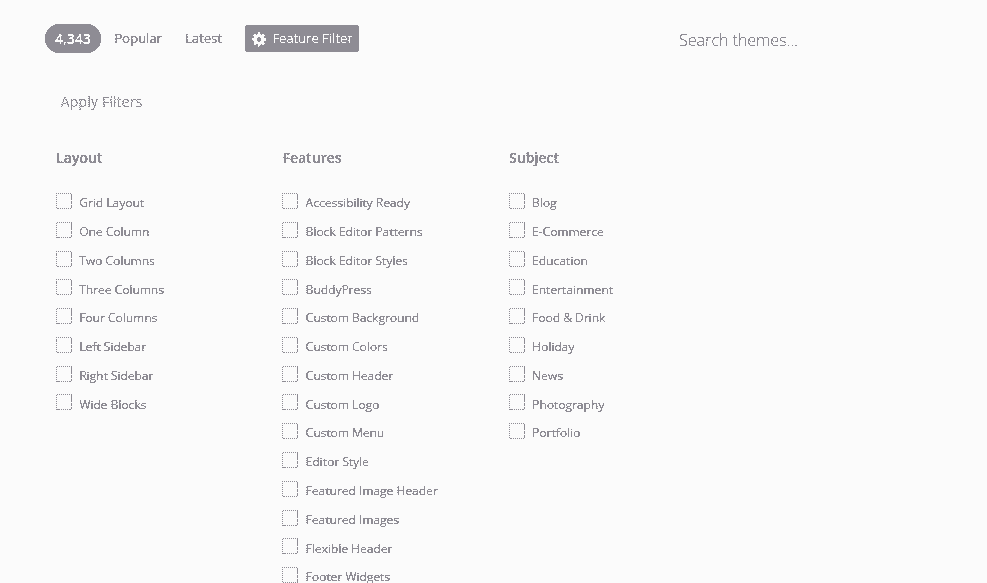 4,343 Popular Latest Feature Filter Search themes...
Apply Filters
Layout
Grid Layout
One Column
Two Columns
Three Columns
Four Columns
Left Sidebar
Right Sidebar
Wide Blocks
Features
Accessibility Ready
Block Editor Patterns
Block Editor Styles
BuddyPress
Custom Background
Custom Colors
Custom Header
Custom Logo
Custom Menu
Editor Style
Featured Image Header
Featured Images
Flexible Header
Footer Widgets
Subject
Blog
E-Commerce
Education
Entertainment
Food & Drink
Holiday
News
Photography
Portfolio